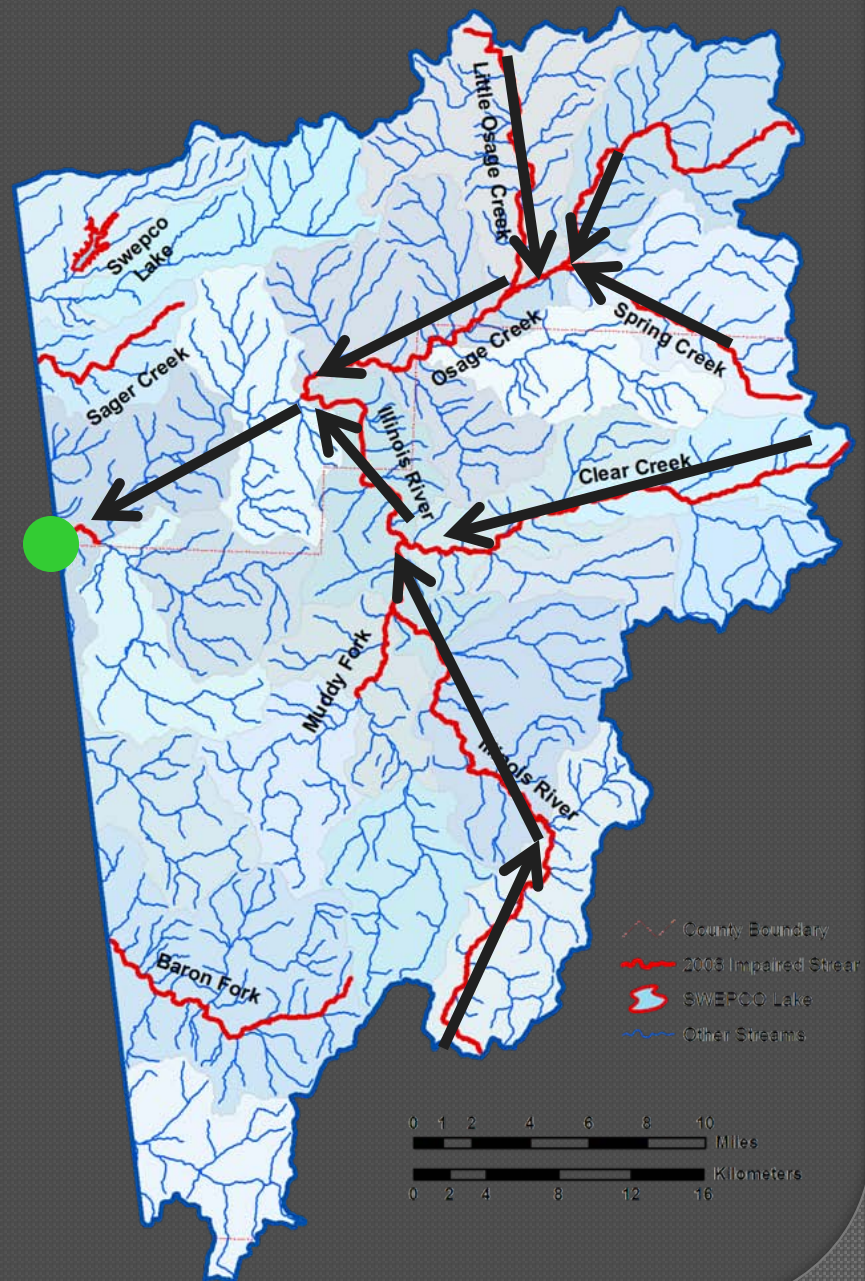 Little Osage Creek
Swepco
Lake
Spring Creek
Osage Creek
Sager Creek
Illinois River
Clear Creek
Muddy Fork
Illinois River
Baron Fork
County Boundary
2008 Impaired Strear
SWEPCO Lake
Other Streams
0 1 2 4 6 8 10
Miles
Kilometers
0 2 4 8 12 16